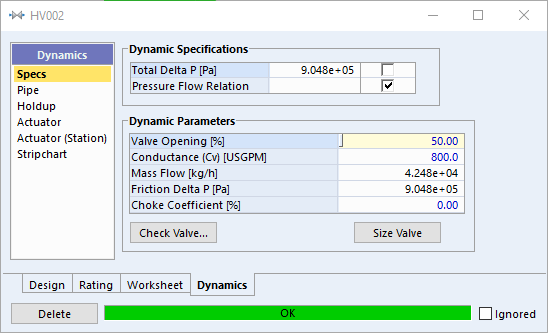 HV002
Dynamics
Specs
Pipe
Holdup
Actuator
Actuator (Station)
Stripchart
Dynamic Specifications
Total Delta P [Pa] 9.048e+05
Pressure Flow Relation
Dynamic Parameters
Valve Opening [%] 50.00
Conductance (Cv) [USGPM] 800.0
Mass Flow [kg/h] 4.248e+04
Friction Delta P [Pa] 9.048e+05
Choke Coefficient [%] 0.00
Check Valve... Size Valve
Design Rating Worksheet Dynamics
Delete OK Ignored